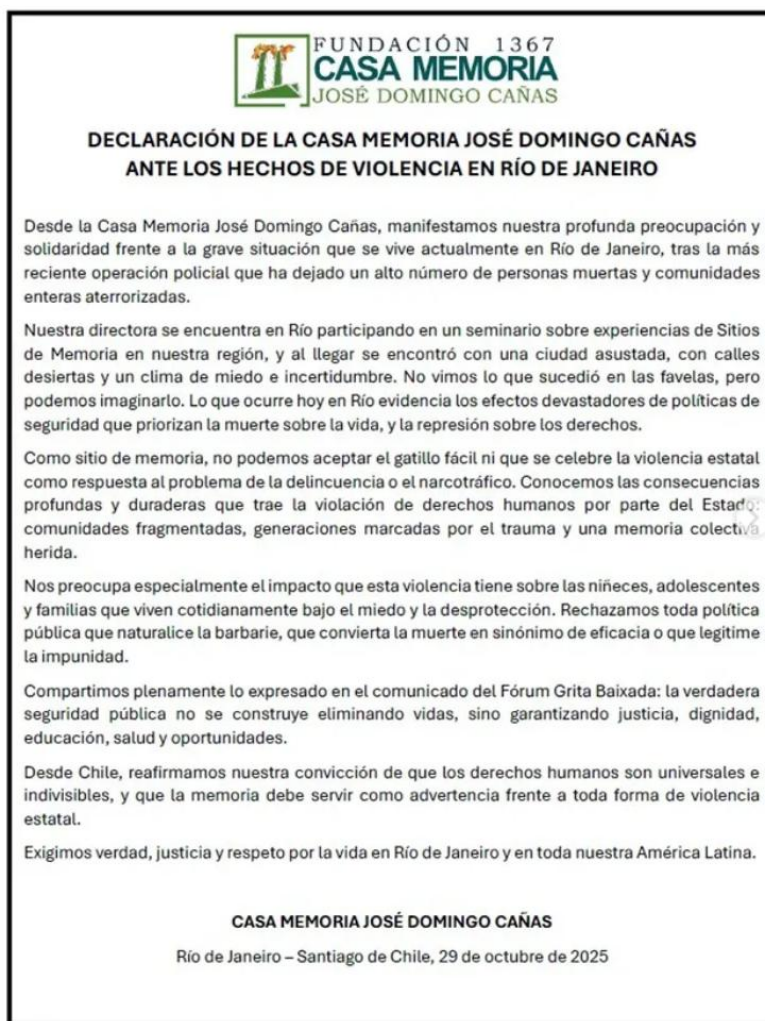 FUNDACIÓN 1367
CASA MEMORIA
JOSÉ DOMINGO CAÑAS
DECLARACIÓN DE LA CASA MEMORIA JOSÉ DOMINGO CAÑAS
ANTE LOS HECHOS DE VIOLENCIA EN RÍO DE JANEIRO
Desde la Casa Memoria José Domingo Cañas, manifestamos nuestra profunda preocupación y
solidaridad frente a la grave situación que se vive actualmente en Río de Janeiro, tras la más
reciente operación policial que ha dejado un alto número de personas muertas y comunidades
enteras aterrorizadas.
Nuestra directora se encuentra en Río participando en un seminario sobre experiencias de Sitios
de Memoria en nuestra región, y al llegar se encontró con una ciudad asustada, con calles
desiertas y un clima de miedo e incertidumbre. No vimos lo que sucedió en las favelas, pero
podemos imaginarlo. Lo que ocurre hoy en Río evidencia los efectos devastadores de políticas de
seguridad que priorizan la muerte sobre la vida, y la represión sobre los derechos.
Como sitio de memoria, no podemos aceptar el gatillo fácil ni que se celebre la violencia estatal
como respuesta al problema de la delincuencia o el narcotráfico. Conocemos las consecuencias
profundas y duraderas que trae la violación de derechos humanos por parte del Estado:
comunidades fragmentadas, generaciones marcadas por el trauma y una memoria colectiva
herida.
Nos preocupa especialmente el impacto que esta violencia tiene sobre las niñeces, adolescentes
y familias que viven cotidianamente bajo el miedo y la desprotección. Rechazamos toda política
pública que naturalice la barbarie, que convierta la muerte en sinónimo de eficacia o que legitime
la impunidad.
Compartimos plenamente lo expresado en el comunicado del Fórum Grita Baixada: la verdadera
seguridad pública no se construye eliminando vidas, sino garantizando justicia, dignidad,
educación, salud y oportunidades.
Desde Chile, reafirmamos nuestra convicción de que los derechos humanos son universales e
indivisibles, y que la memoria debe servir como advertencia frente a toda forma de violencia
estatal.
Exigimos verdad, justicia y respeto por la vida en Río de Janeiro y en toda nuestra América Latina.
CASA MEMORIA JOSÉ DOMINGO CAÑAS
Río de Janeiro – Santiago de Chile, 29 de octubre de 2025